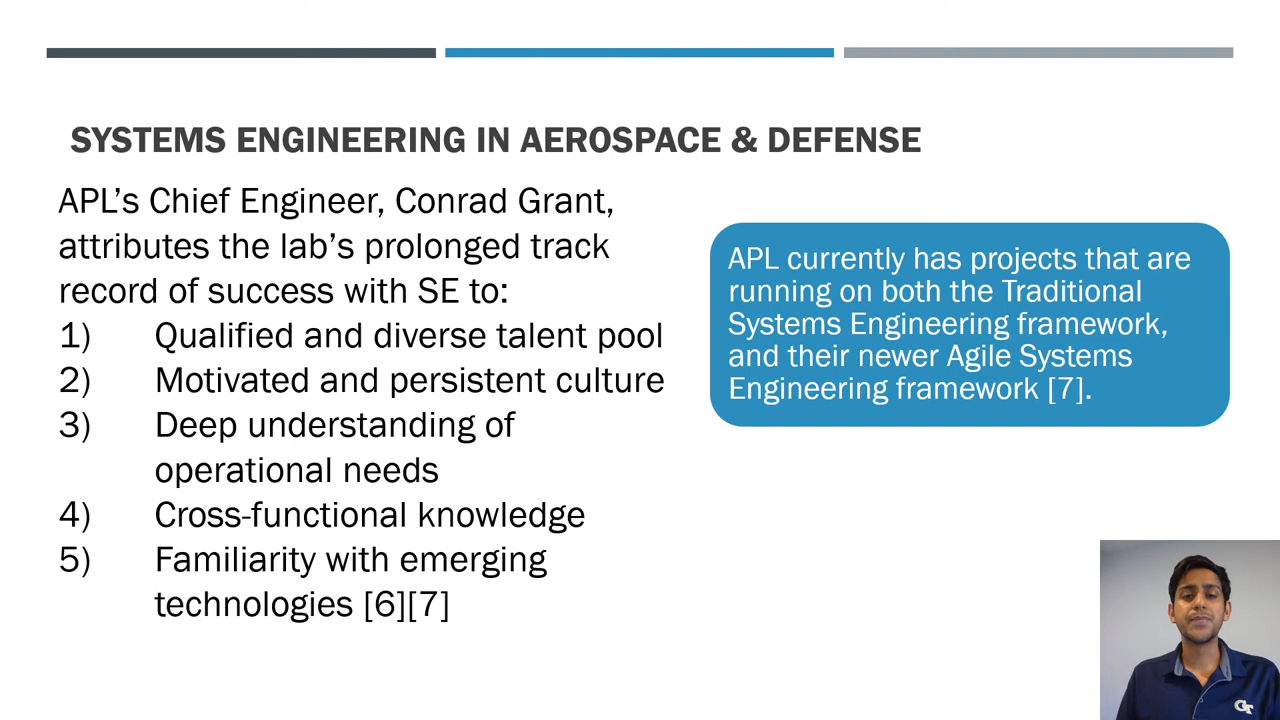 SYSTEMS ENGINEERING IN AEROSPACE & DEFENSE
APL’s Chief Engineer, Conrad Grant,
attributes the lab’s prolonged track
record of success with SE to:
1) Qualified and diverse talent pool
2) Motivated and persistent culture
3) Deep understanding of
operational needs
4) Cross-functional knowledge
5) Familiarity with emerging
technologies [6][7]
APL currently has projects that are
running on both the Traditional
Systems Engineering framework,
and their newer Agile Systems
Engineering framework [7].
GT